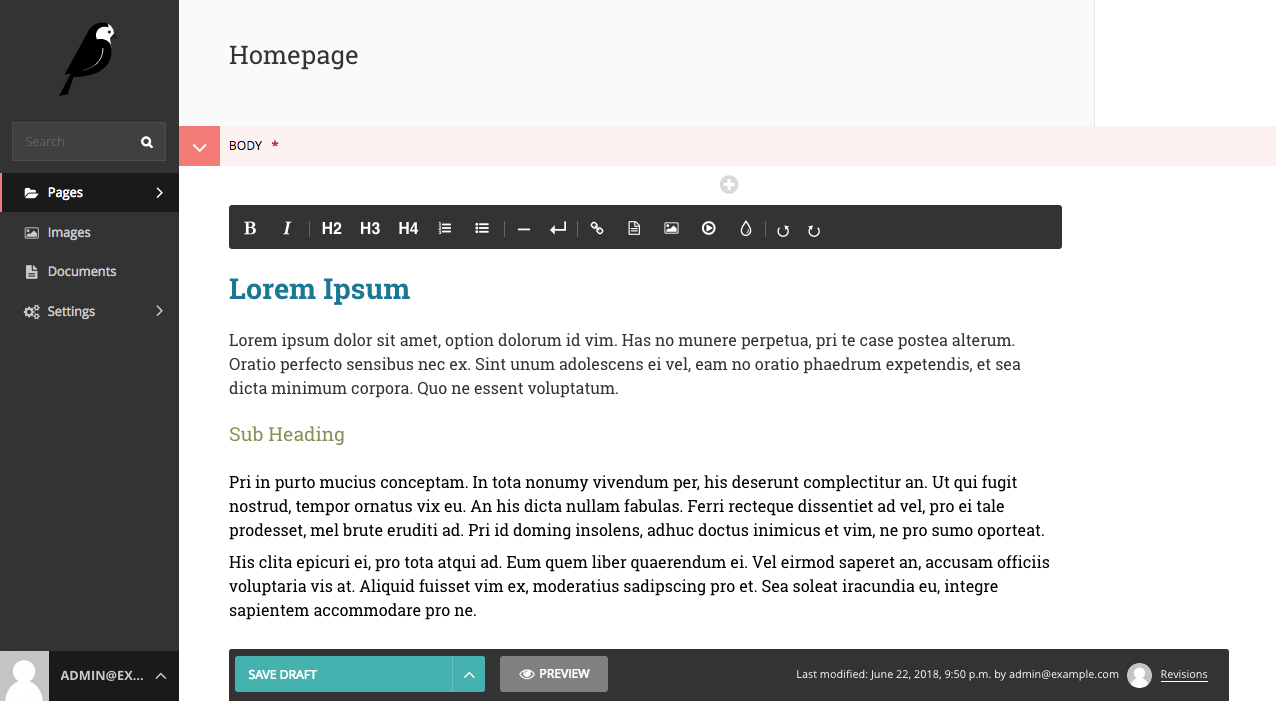 Homepage
Search
Pages
Images
Documents
Settings
ADMIN@EX...
BODY *
B I H2 H3 H4
Lorem Ipsum
Lorem ipsum dolor sit amet, option dolorum id vim. Has no munere perpetua, pri te case postea alterum.
Oratio perfecto sensibus nec ex. Sint unum adolescens ei vel, eam no oratio phaedrum expetendis, et sea
dicta minimum corpora. Quo ne essent voluptatum.
Sub Heading
Pri in purto mucius conceptam. In tota nonumy vivendum per, his deserunt complectitur an. Ut qui fugit
nostrud, tempor ornatus vix eu. An his dicta nullam fabulas. Ferri recteque dissentiet ad vel, pro ei tale
prodesset, mel brute eruditi ad. Pri id doming insolens, adhuc doctus inimicus et vim, ne pro sumo oporteat.
His clita epicuri ei, pro tota atqui ad. Eum quem liber quaerendum ei. Vel eirmod saperet an, accusam officiis
voluptaria vis at. Aliquid fuisset vim ex, moderatius sadipscing pro et. Sea soleat iracundia eu, integre
sapientem accommodare pro ne.
SAVE DRAFT
PREVIEW
Last modified: June 22, 2018, 9:50 p.m. by admin@example.com
Revisions